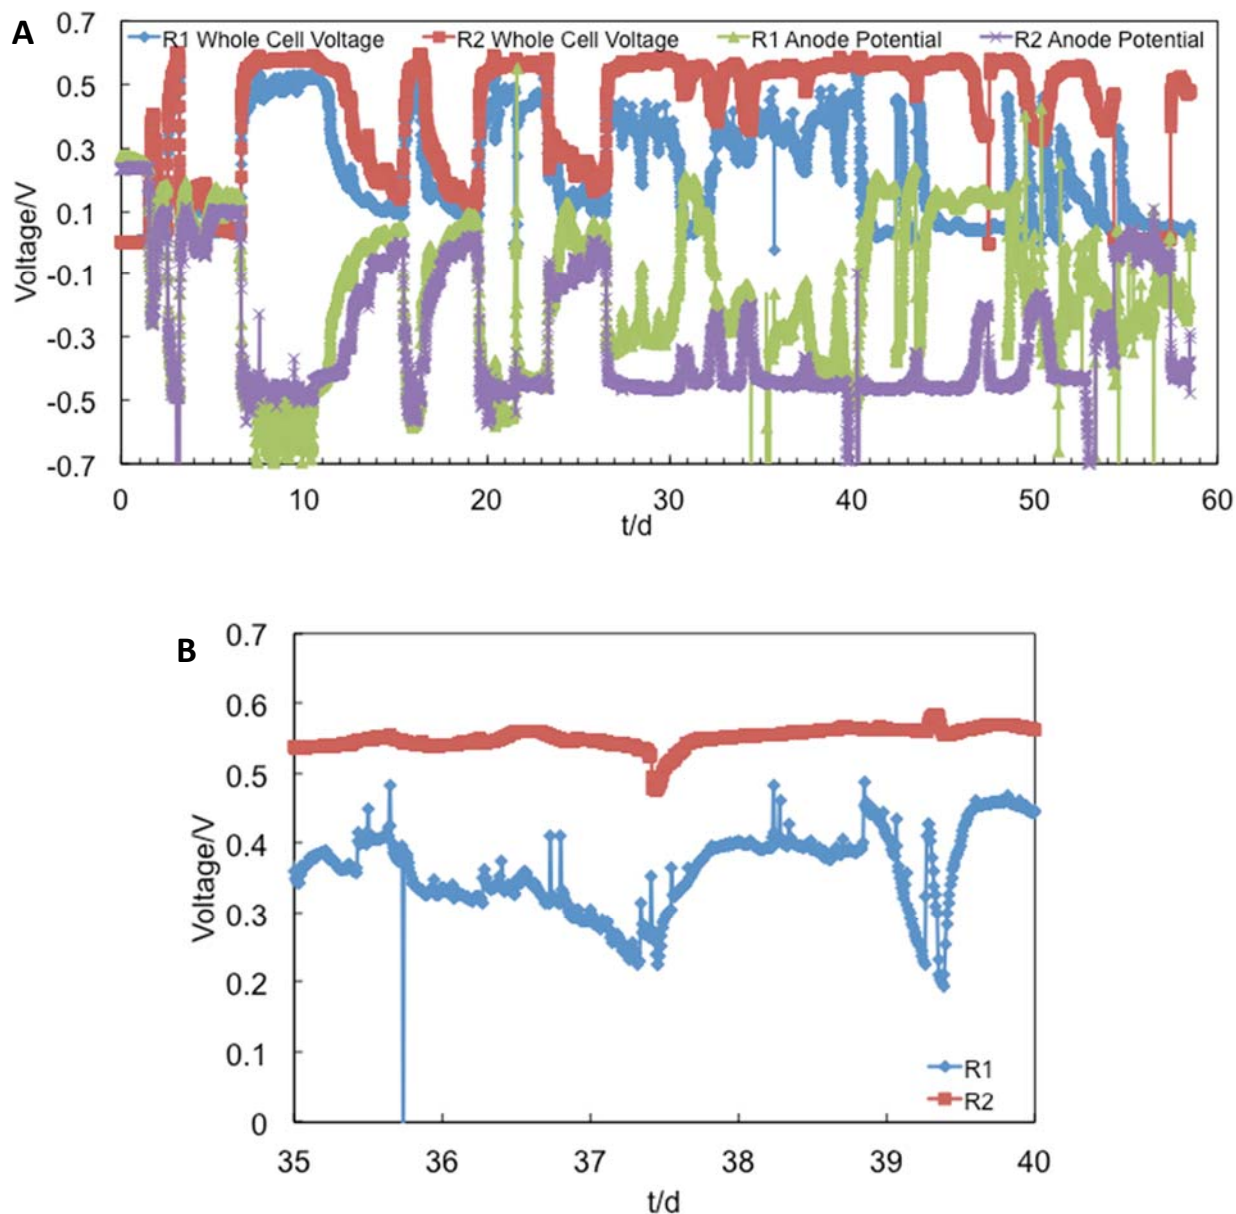 A
R1 Whole Cell Voltage R2 Whole Cell Voltage R1 Anode Potential R2 Anode Potential
Voltage/V
0.7
0.5
0.3
0.1
-0.1
-0.3
-0.5
-0.7
0 10 20 30 40 50 60
t/d
B
Voltage/V
0.7
0.6
0.5
0.4
0.3
0.2
0.1
0
R1
R2
35 36 37 38 39 40
t/d